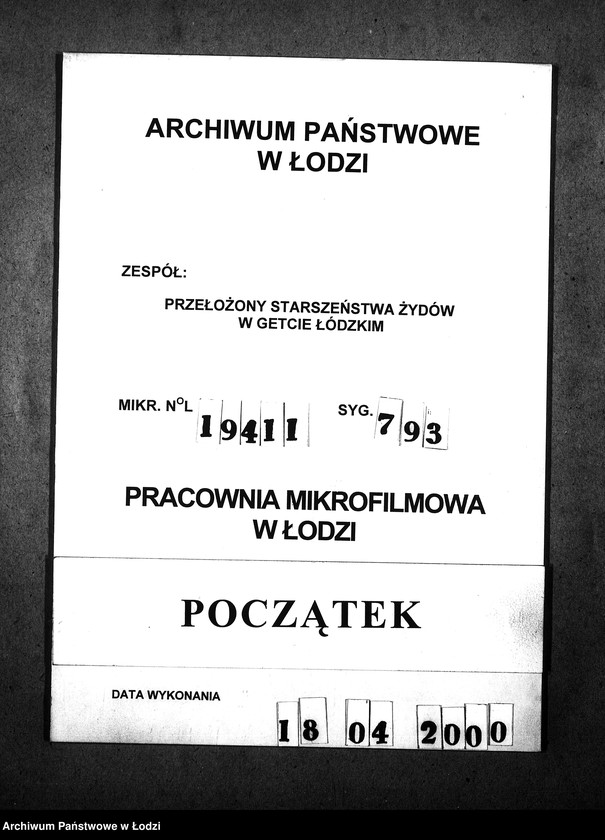 ARCHIWUM PAŃSTWOWE
W ŁODZI
ZESPÓŁ:
PRZEŁOŻONY STARSZEŃSTWA ŻYDÓW
W GETCIE ŁÓDZKIM
MIKR. NOL 19411 SYG. 793
PRACOWNIA MIKROFILMOWA
W ŁODZI
POCZĄTEK
DATA WYKONANIA
18 04 2000
Archiwum Państwowe w Łodzi